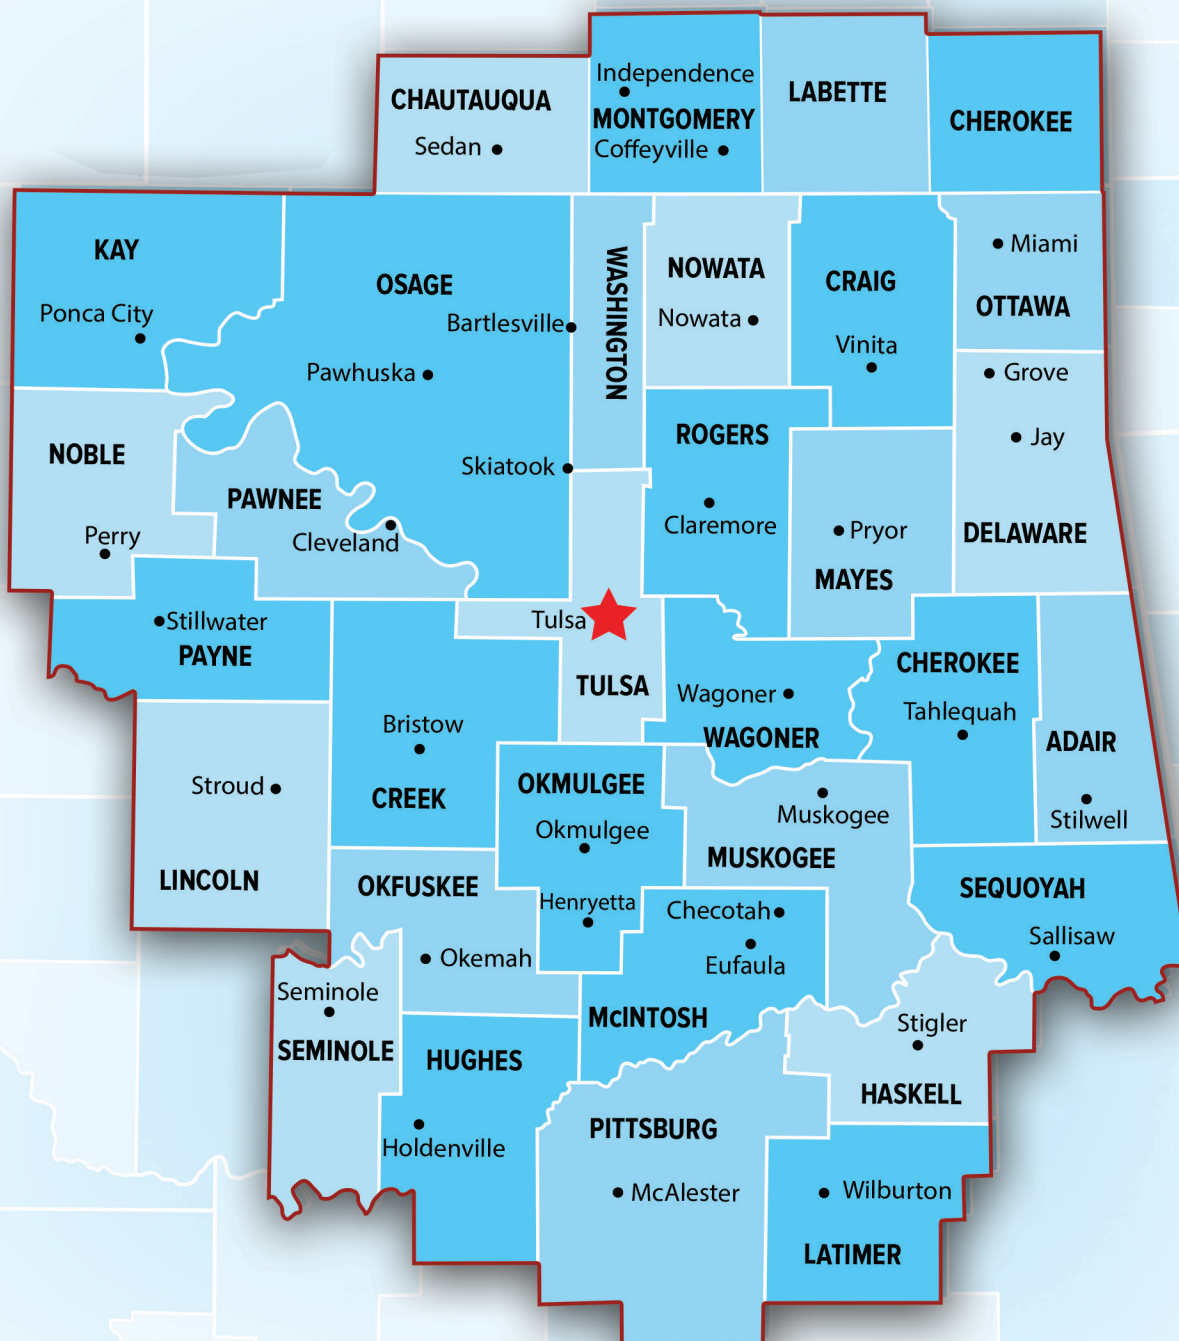 Independence
CHAUTAUQUA
MONTGOMERY
LABETTE
CHEROKEE
Sedan
Coffeyville
KAY
OSAGE
WASHINGTON
NOWATA
CRAIG
Miami
OTTAWA
Ponca City
Bartlesville
Nowata
Vinita
Pawhuska
Grove
Jay
NOBLE
ROGERS
Skiatook
PAWNEE
Claremore
Pryor
DELAWARE
Perry
Cleveland
MAYES
Stillwater
PAYNE
Tulsa
TULSA
Wagoner
WAGONER
CHEROKEE
Tahlequah
ADAIR
Bristow
CREEK
Stroud
OKMULGEE
Okmulgee
Muskogee
MUSKOGEE
Stilwell
LINCOLN
OKFUSKEE
Henryetta
Checotah
SEQUOYAH
Sallisaw
Okemah
Eufaula
Seminole
SEMINOLE
McINTOSH
Stigler
HASKELL
HUGHES
Holdenville
PITTSBURG
McAlester
Wilburton
LATIMER